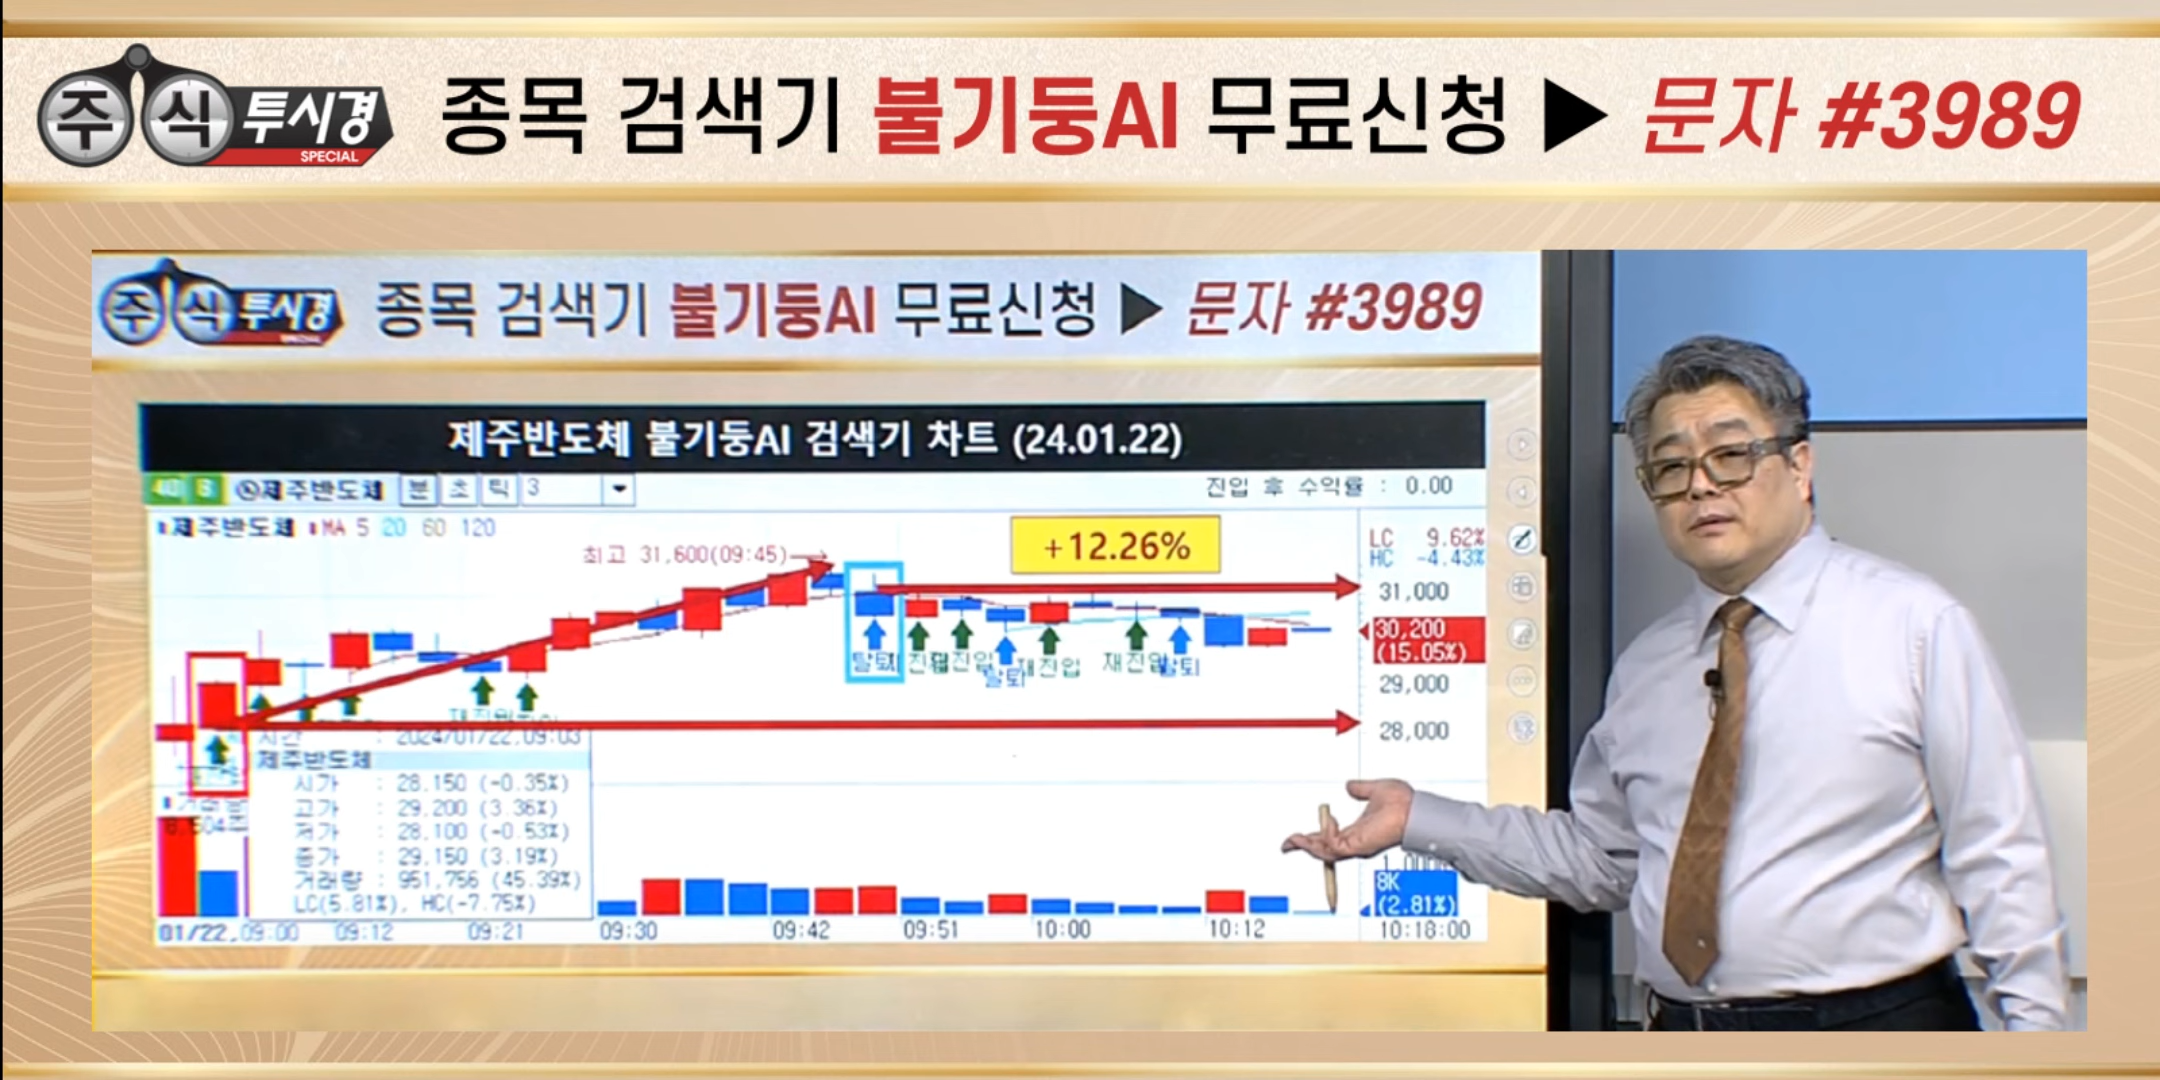 주식투시경 SPECIAL 종목 검색기 불기둥AI 무료신청 ▶ 문자 #3989
주식투시경 종목 검색기 불기둥AI 무료신청 ▶ 문자 #3989
제주반도체 불기둥AI 검색기 차트 (24.01.22)
제주반도체 분 초 틱 3 진입 후 수익률 : 0.00
제주반도체 MA 5 20 60 120
최고 31,600(09:45)
+12.26%
LC 9.62%
HC -4.43%
31,000
30,200
(15.05%)
29,000
28,000
재진입
탈퇴
재진입
재진입
탈퇴
시간 : 2024/01/22,09:03
제주반도체
시가 : 28,150 (-0.35%)
고가 : 29,200 (3.36%)
저가 : 28,100 (-0.53%)
종가 : 29,150 (3.19%)
거래량 : 951,756 (45.39%)
LC(5.81%), HC(-7.75%)
8K
(2.81%)
01/22,09:00 09:12 09:21 09:30 09:42 09:51 10:00 10:12 10:18:00